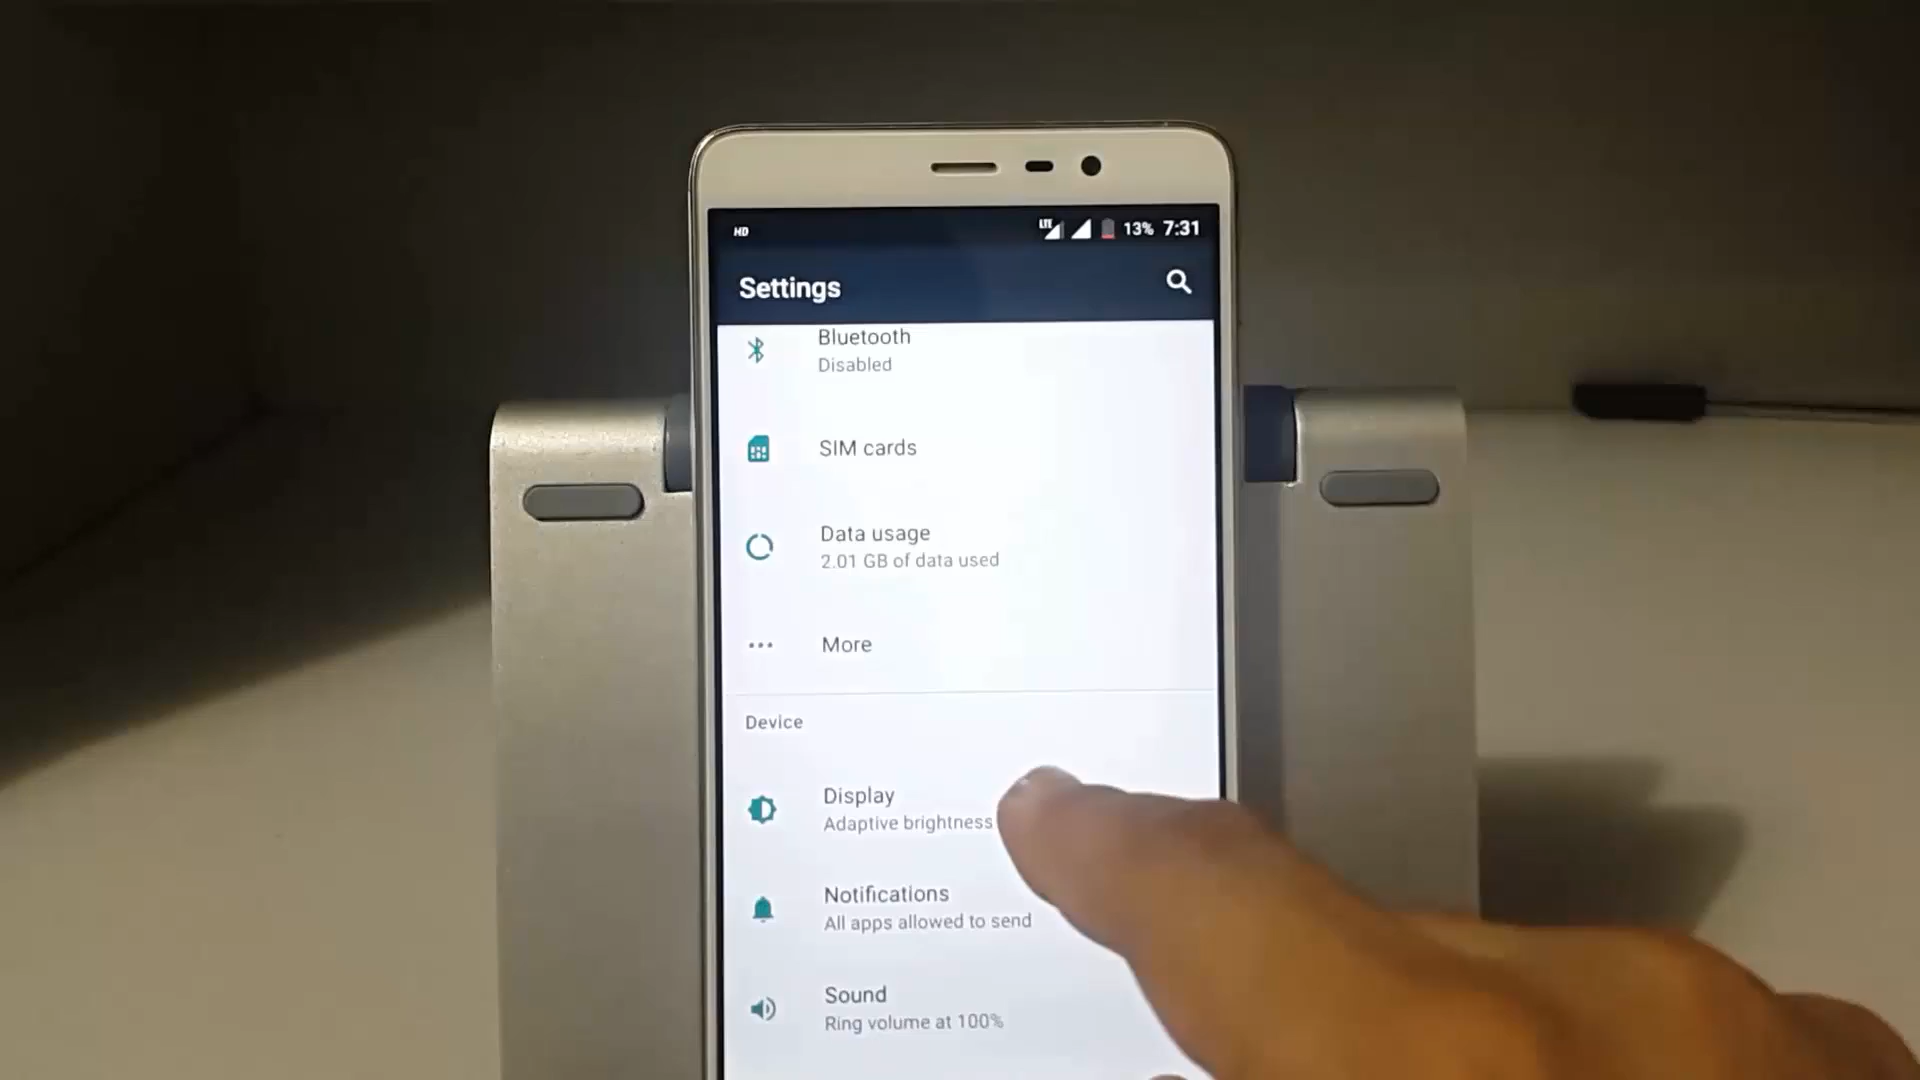 HD
LTE 13% 7:31
Settings
Bluetooth
Disabled
SIM cards
Data usage
2.01 GB of data used
More
Device
Display
Adaptive brightness
Notifications
All apps allowed to send
Sound
Ring volume at 100%